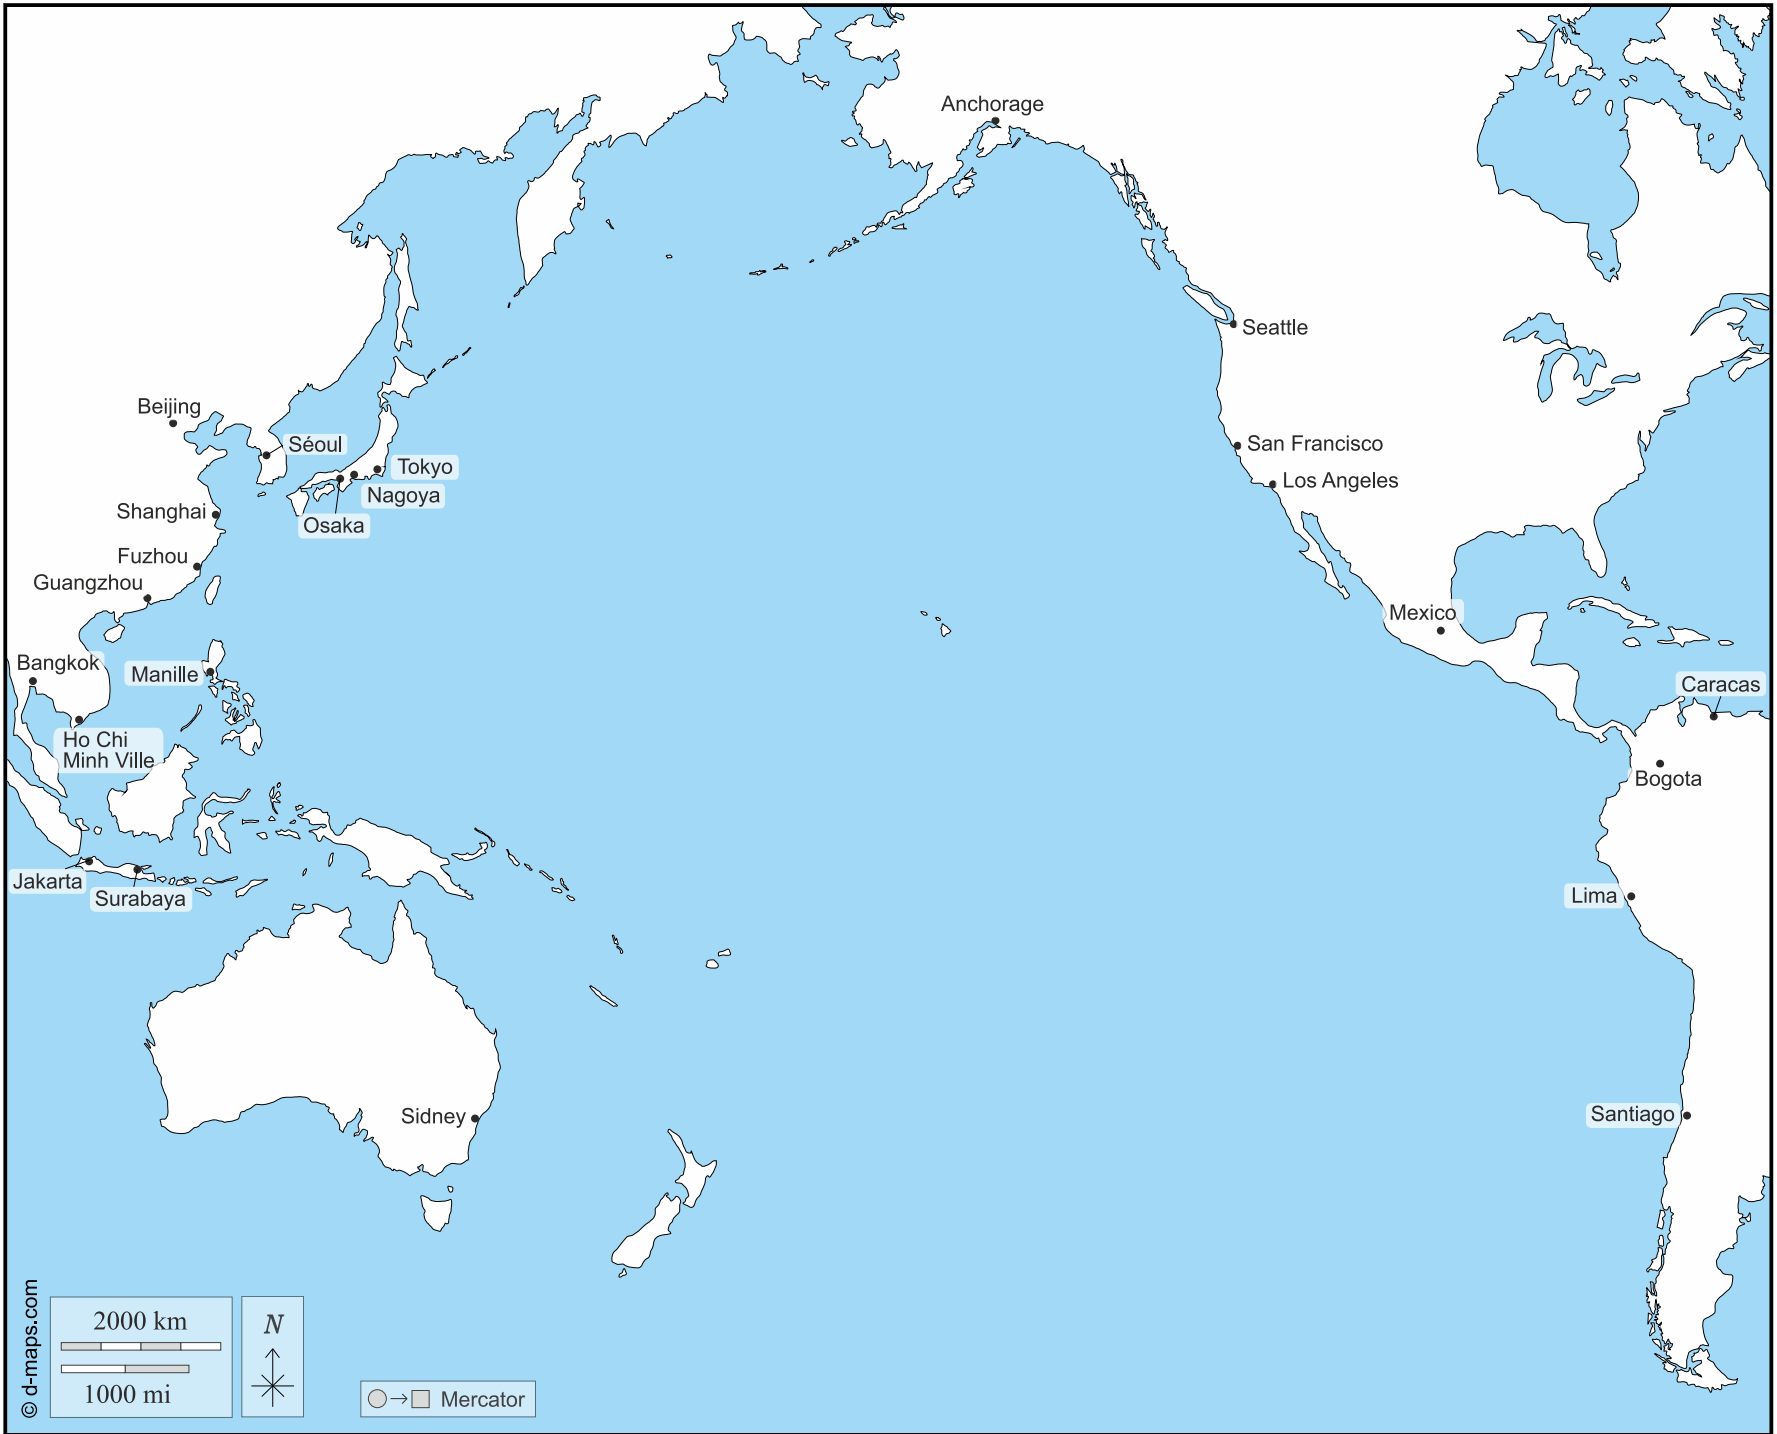 Anchorage
Seattle
Beijing
Séoul
San Francisco
Tokyo
Los Angeles
Nagoya
Shanghai
Osaka
Fuzhou
Guangzhou
Mexico
Bangkok
Manille
Caracas
Ho Chi
Minh Ville
Bogota
Jakarta
Surabaya
Lima
Sidney
Santiago
© d-maps.com
2000 km
1000 mi
N
Mercator